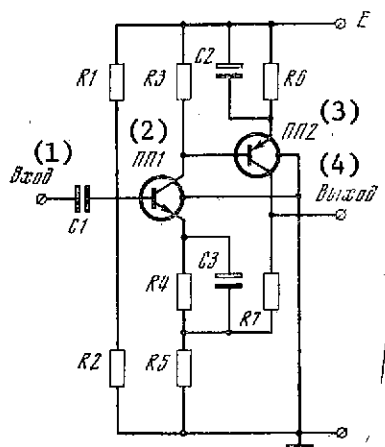 E
C2
R1
R3
R6
(3)
(1)
(2)
ПП1
ПП2
(4)
Вход
Выход
C1
C3
R4
R7
R2
R5